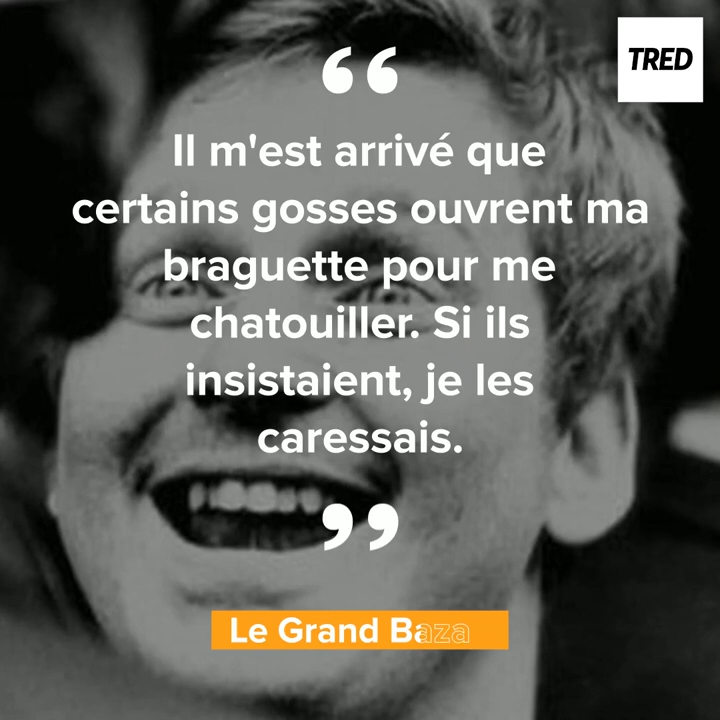 TRED
“
Il m'est arrivé que
certains gosses ouvrent ma
braguette pour me
chatouiller. Si ils
insistaient, je les
caressais.
”
Le Grand Baza